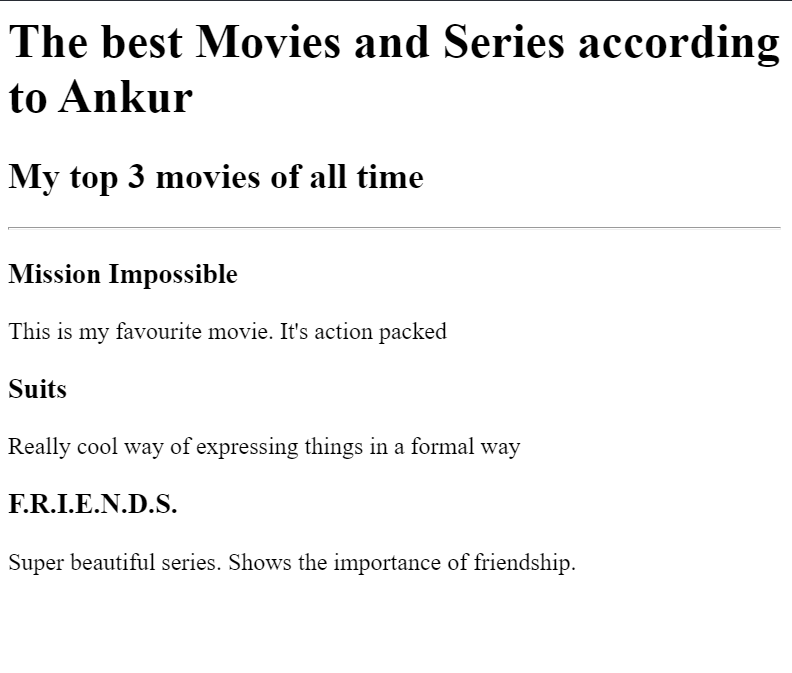 The best Movies and Series according
to Ankur
My top 3 movies of all time
Mission Impossible
This is my favourite movie. It's action packed
Suits
Really cool way of expressing things in a formal way
F.R.I.E.N.D.S.
Super beautiful series. Shows the importance of friendship.